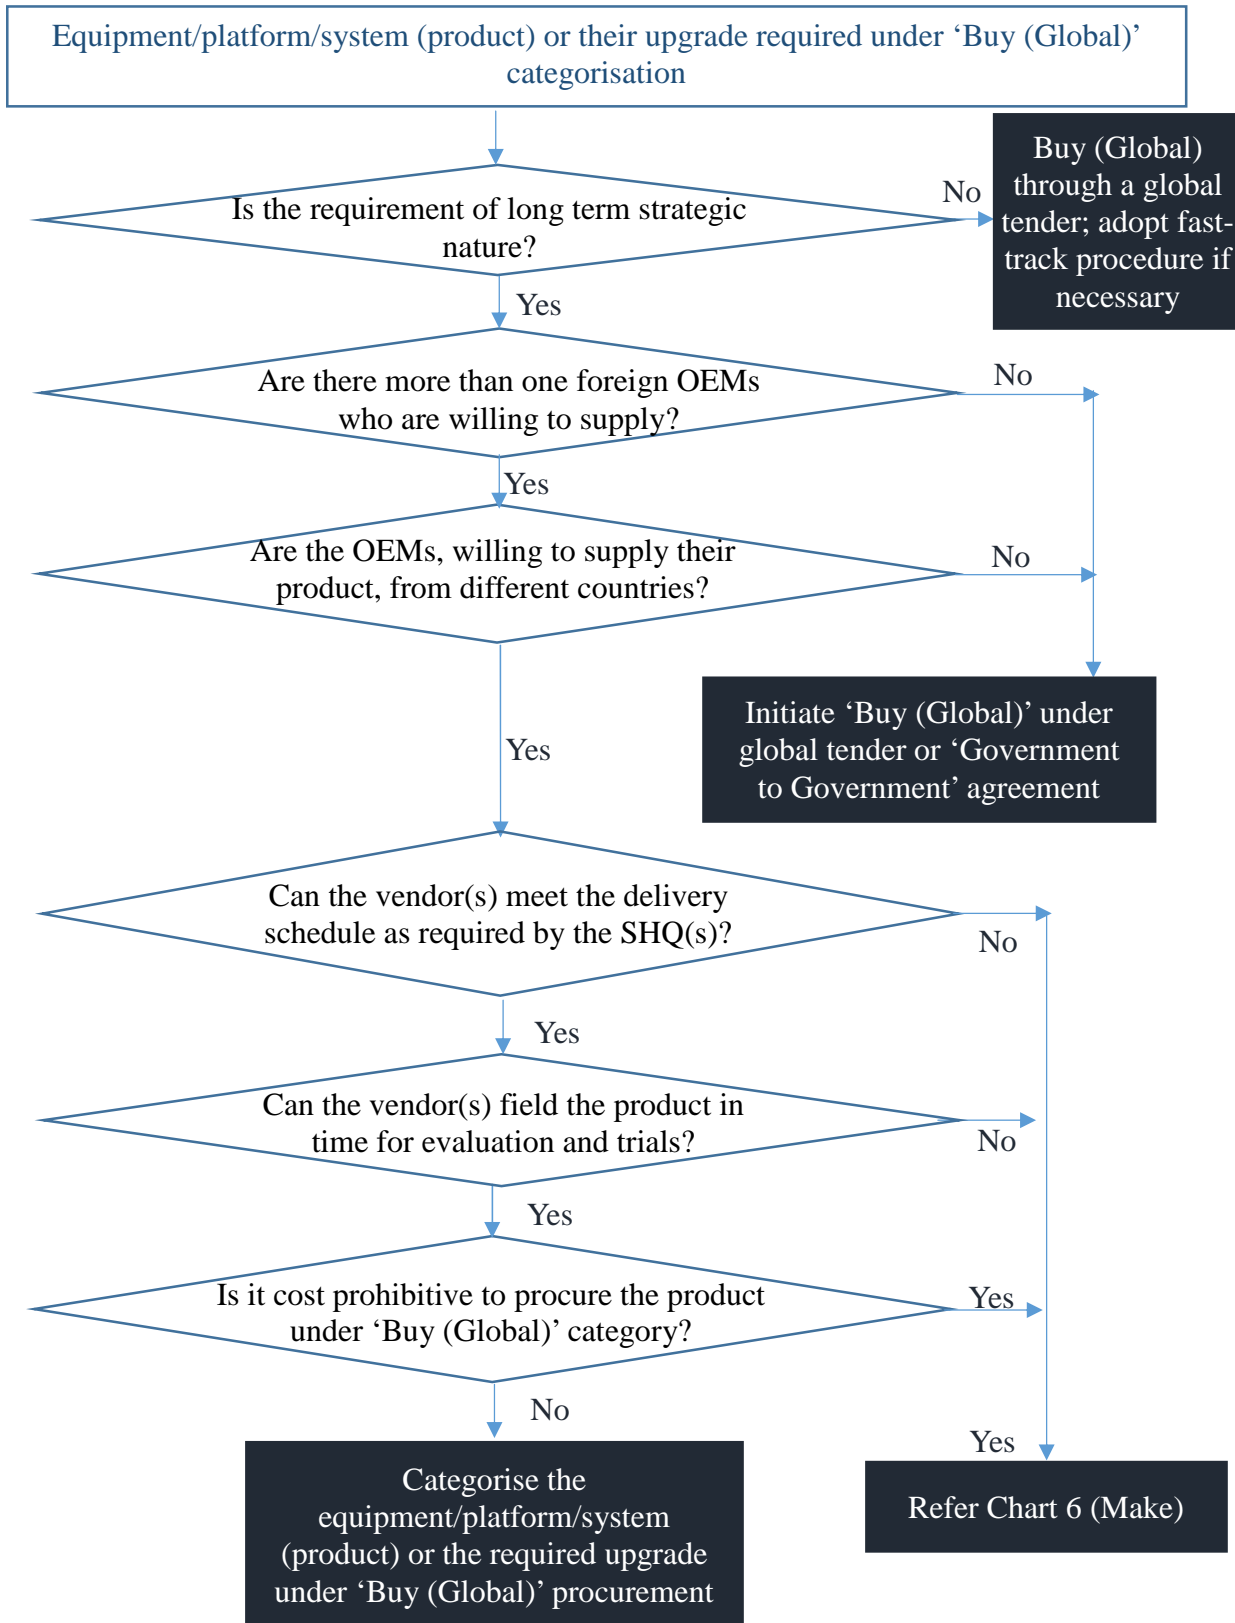 Equipment/platform/system (product) or their upgrade required under ‘Buy (Global)’
categorisation
Is the requirement of long term strategic
nature?
No
Buy (Global)
through a global
tender; adopt fast-
track procedure if
necessary
Yes
Are there more than one foreign OEMs
who are willing to supply?
No
Yes
Are the OEMs, willing to supply their
product, from different countries?
No
Initiate ‘Buy (Global)’ under
global tender or ‘Government
to Government’ agreement
Yes
Can the vendor(s) meet the delivery
schedule as required by the SHQ(s)?
No
Yes
Can the vendor(s) field the product in
time for evaluation and trials?
No
Yes
Is it cost prohibitive to procure the product
under ‘Buy (Global)’ category?
Yes
No
Yes
Categorise the
equipment/platform/system
(product) or the required upgrade
under ‘Buy (Global)’ procurement
Refer Chart 6 (Make)